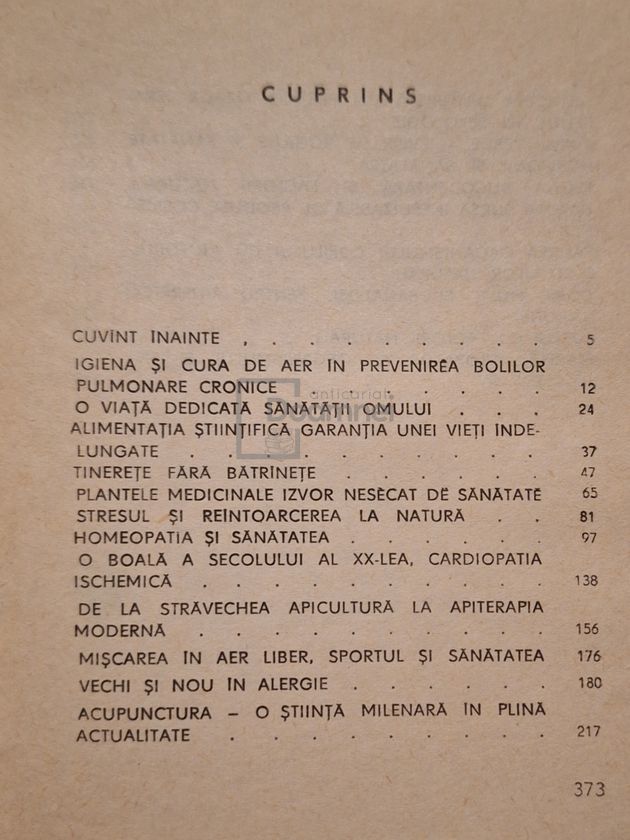 CUPRINS
CUVÎNT ÎNAINTE , . . . . . . . . 5
IGIENA ŞI CURA DE AER ÎN PREVENIREA BOLILOR
PULMONARE CRONICE . . . . . . . 12
O VIAŢĂ DEDICATĂ SĂNĂTĂŢII OMULUI . . . 24
ALIMENTAŢIA ŞTIINŢIFICĂ GARANŢIA UNEI VIEŢI ÎNDE-
LUNGATE . . . . . . . . . . 37
TINEREŢE FĂRĂ BĂTRÎNEŢE . . . . . . 47
PLANTELE MEDICINALE IZVOR NESECAT DE SĂNĂTATE 65
STRESUL ŞI REÎNTOARCEREA LA NATURĂ . . 81
HOMEOPATIA ŞI SĂNĂTATEA . . . . . . 97
O BOALĂ A SECOLULUI AL XX-LEA, CARDIOPATIA
ISCHEMICĂ . . . . . . . . . . 138
DE LA STRĂVECHEA APICULTURĂ LA APITERAPIA
MODERNĂ . . . . . . . . . . 156
MIŞCAREA ÎN AER LIBER, SPORTUL ŞI SĂNĂTATEA 176
VECHI ŞI NOU ÎN ALERGIE . . . . . . 180
ACUPUNCTURA – O ŞTIINŢĂ MILENARĂ ÎN PLINĂ
ACTUALITATE . . . . . . . . . 217
373
anticariat
Doamnei